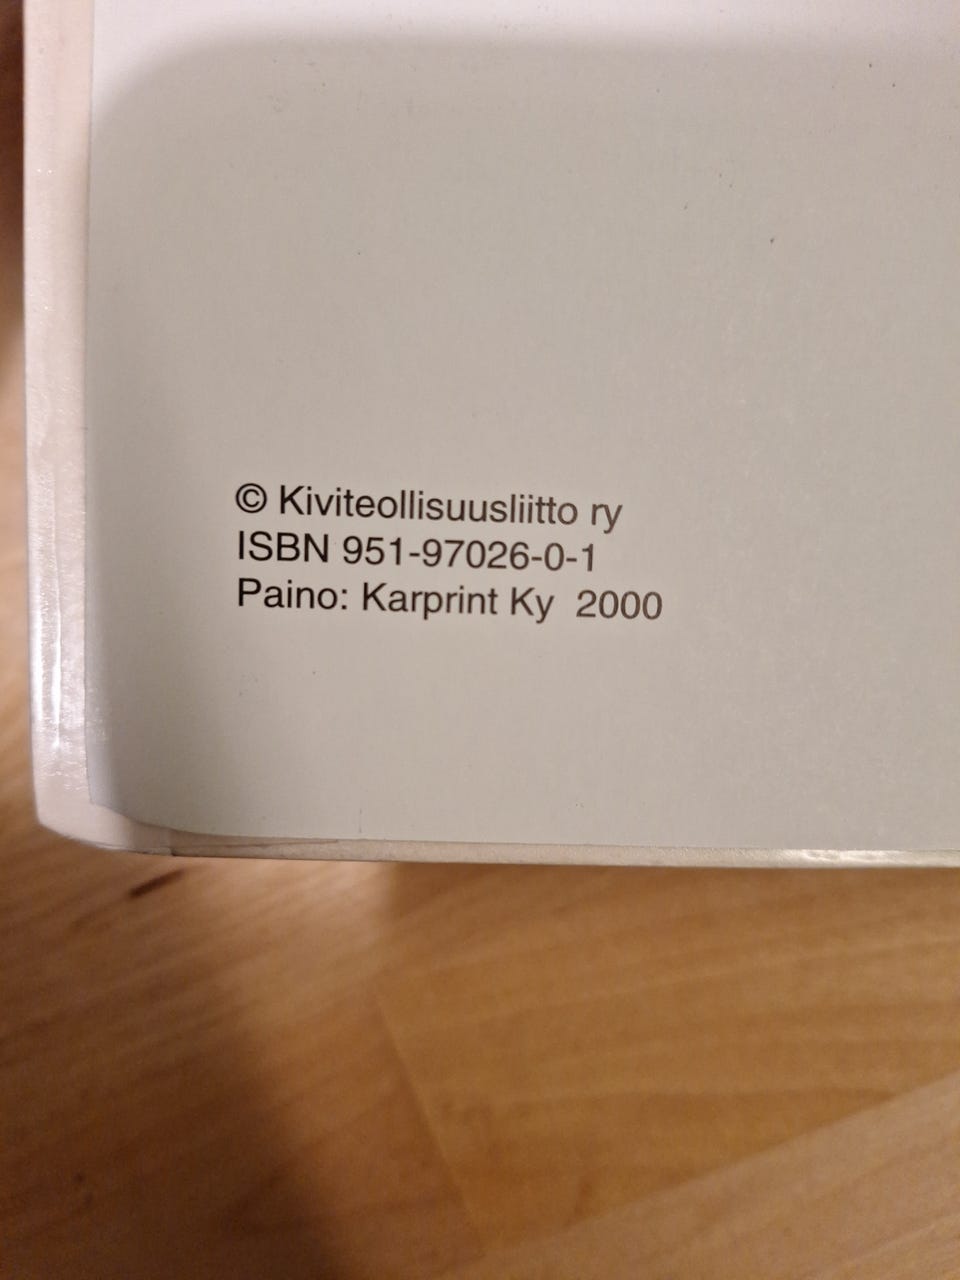 © Kiviteollisuusliitto ry
ISBN 951-97026-0-1
Paino: Karprint Ky 2000